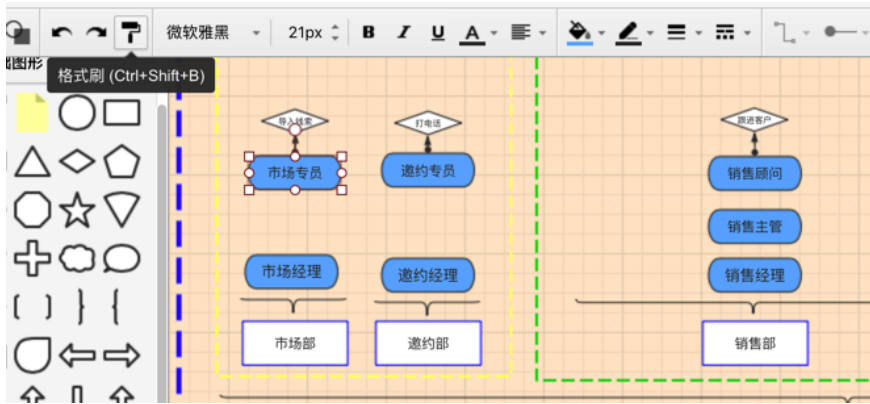 微软雅黑 21px B I U A
图形
格式刷 (Ctrl+Shift+B)
导入线索 打电话 跟进客户
市场专员 邀约专员 销售顾问
销售主管
市场经理 邀约经理 销售经理
市场部 邀约部 销售部